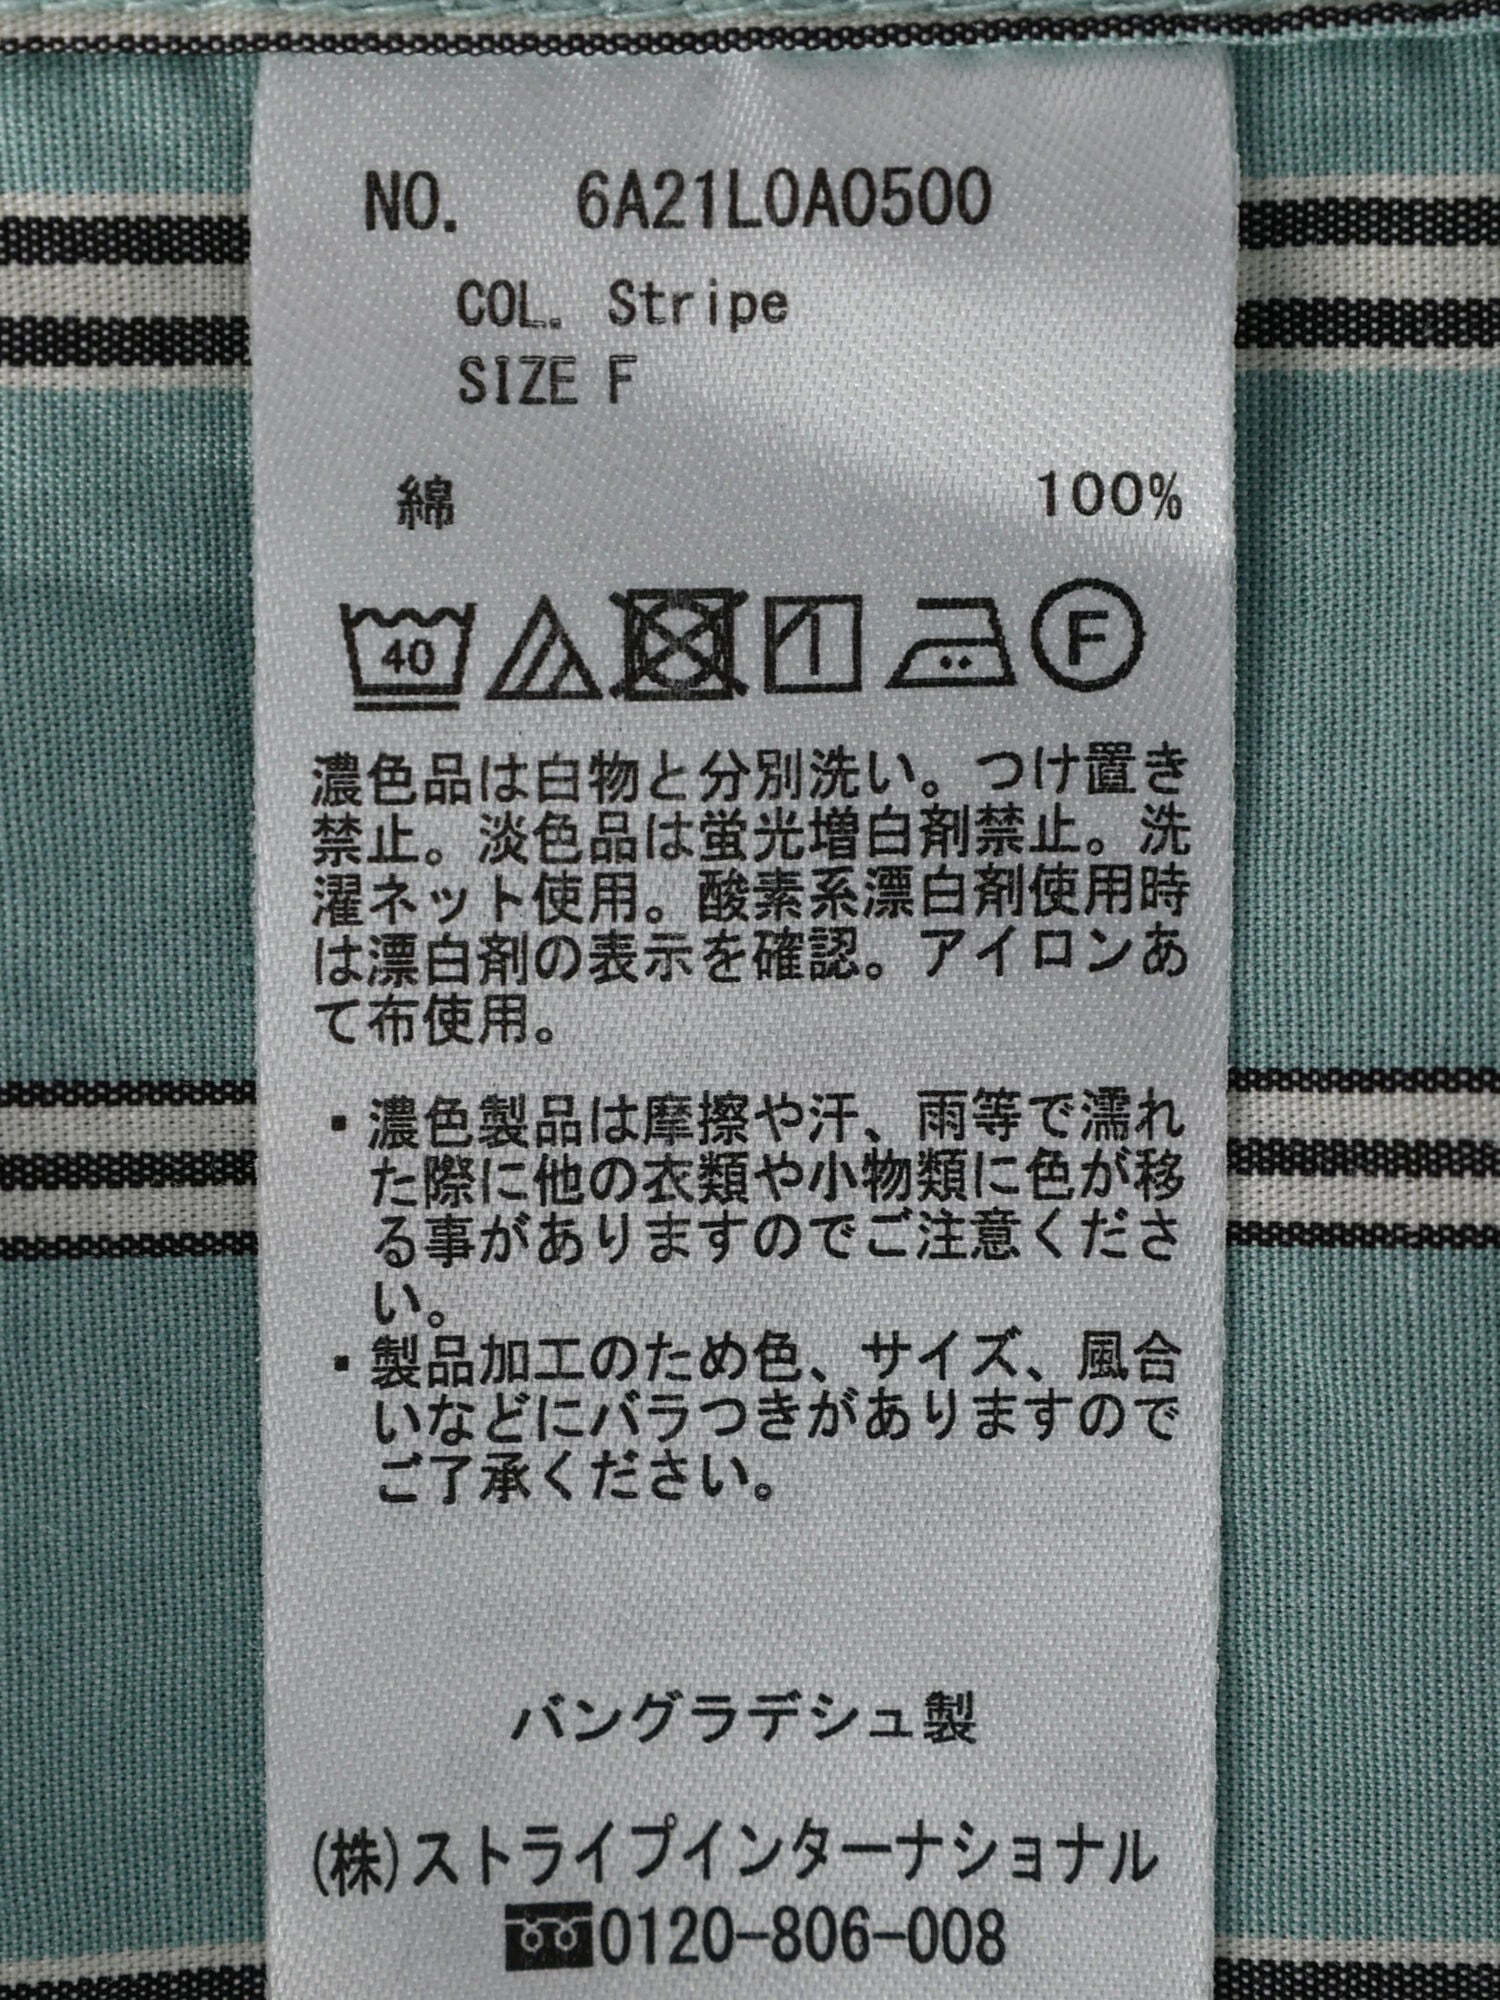 NO. 6A21L0A0500
COL. Stripe
SIZE F
綿 100%
40
F
濃色品は白物と分別洗い。つけ置き
禁止。淡色品は蛍光増白剤禁止。洗
濯ネット使用。酸素系漂白剤使用時
は漂白剤の表示を確認。アイロンあ
て布使用。
・濃色製品は摩擦や汗、雨等で濡れ
た際に他の衣類や小物類に色が移
る事がありますのでご注意くださ
い。
・製品加工のため色、サイズ、風合
いなどにバラつきがありますので
ご了承ください。
バングラデシュ製
(株)ストライプインターナショナル
0120-806-008